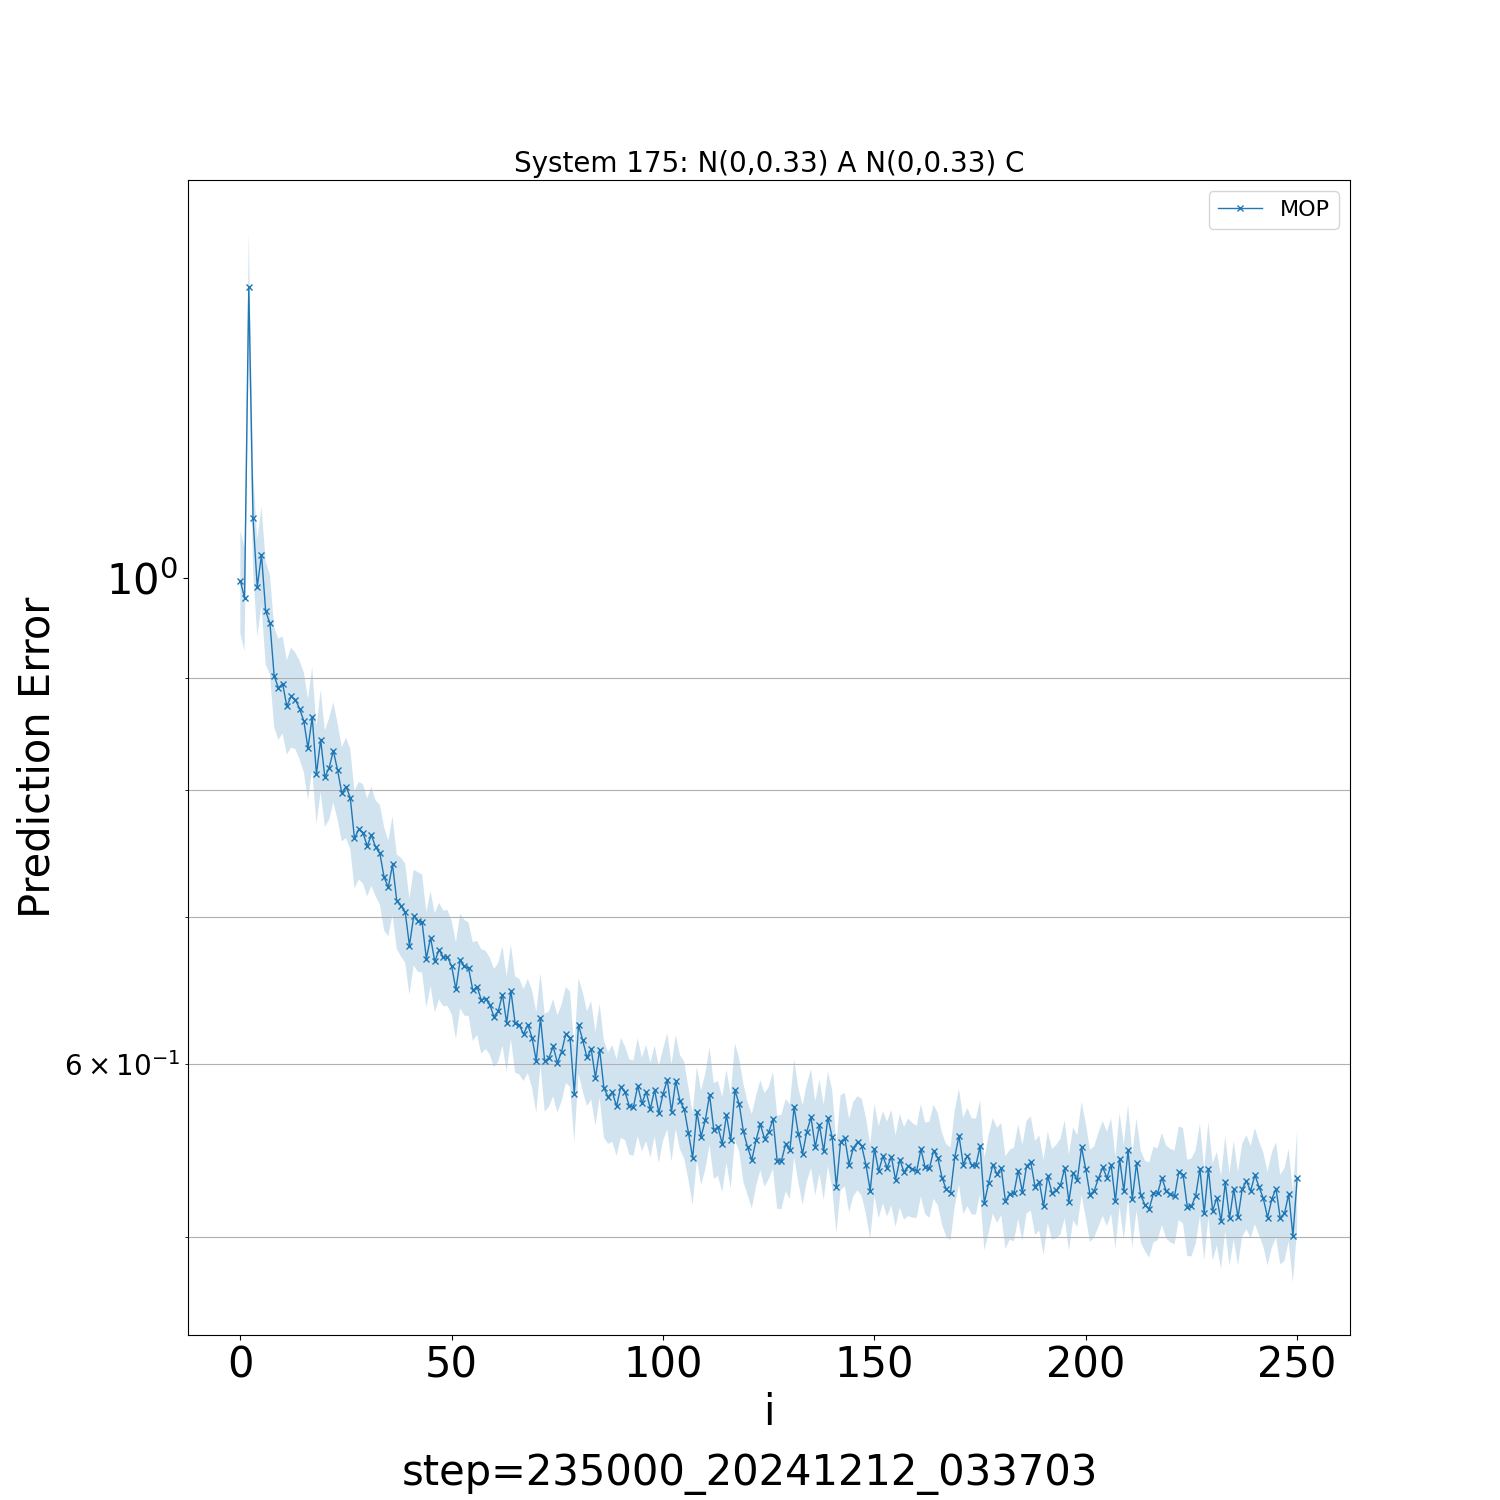 System 175: N(0,0.33) A N(0,0.33) C
MOP
Prediction Error
10⁰
6 × 10⁻¹
0 50 100 150 200 250
i
step=235000_20241212_033703